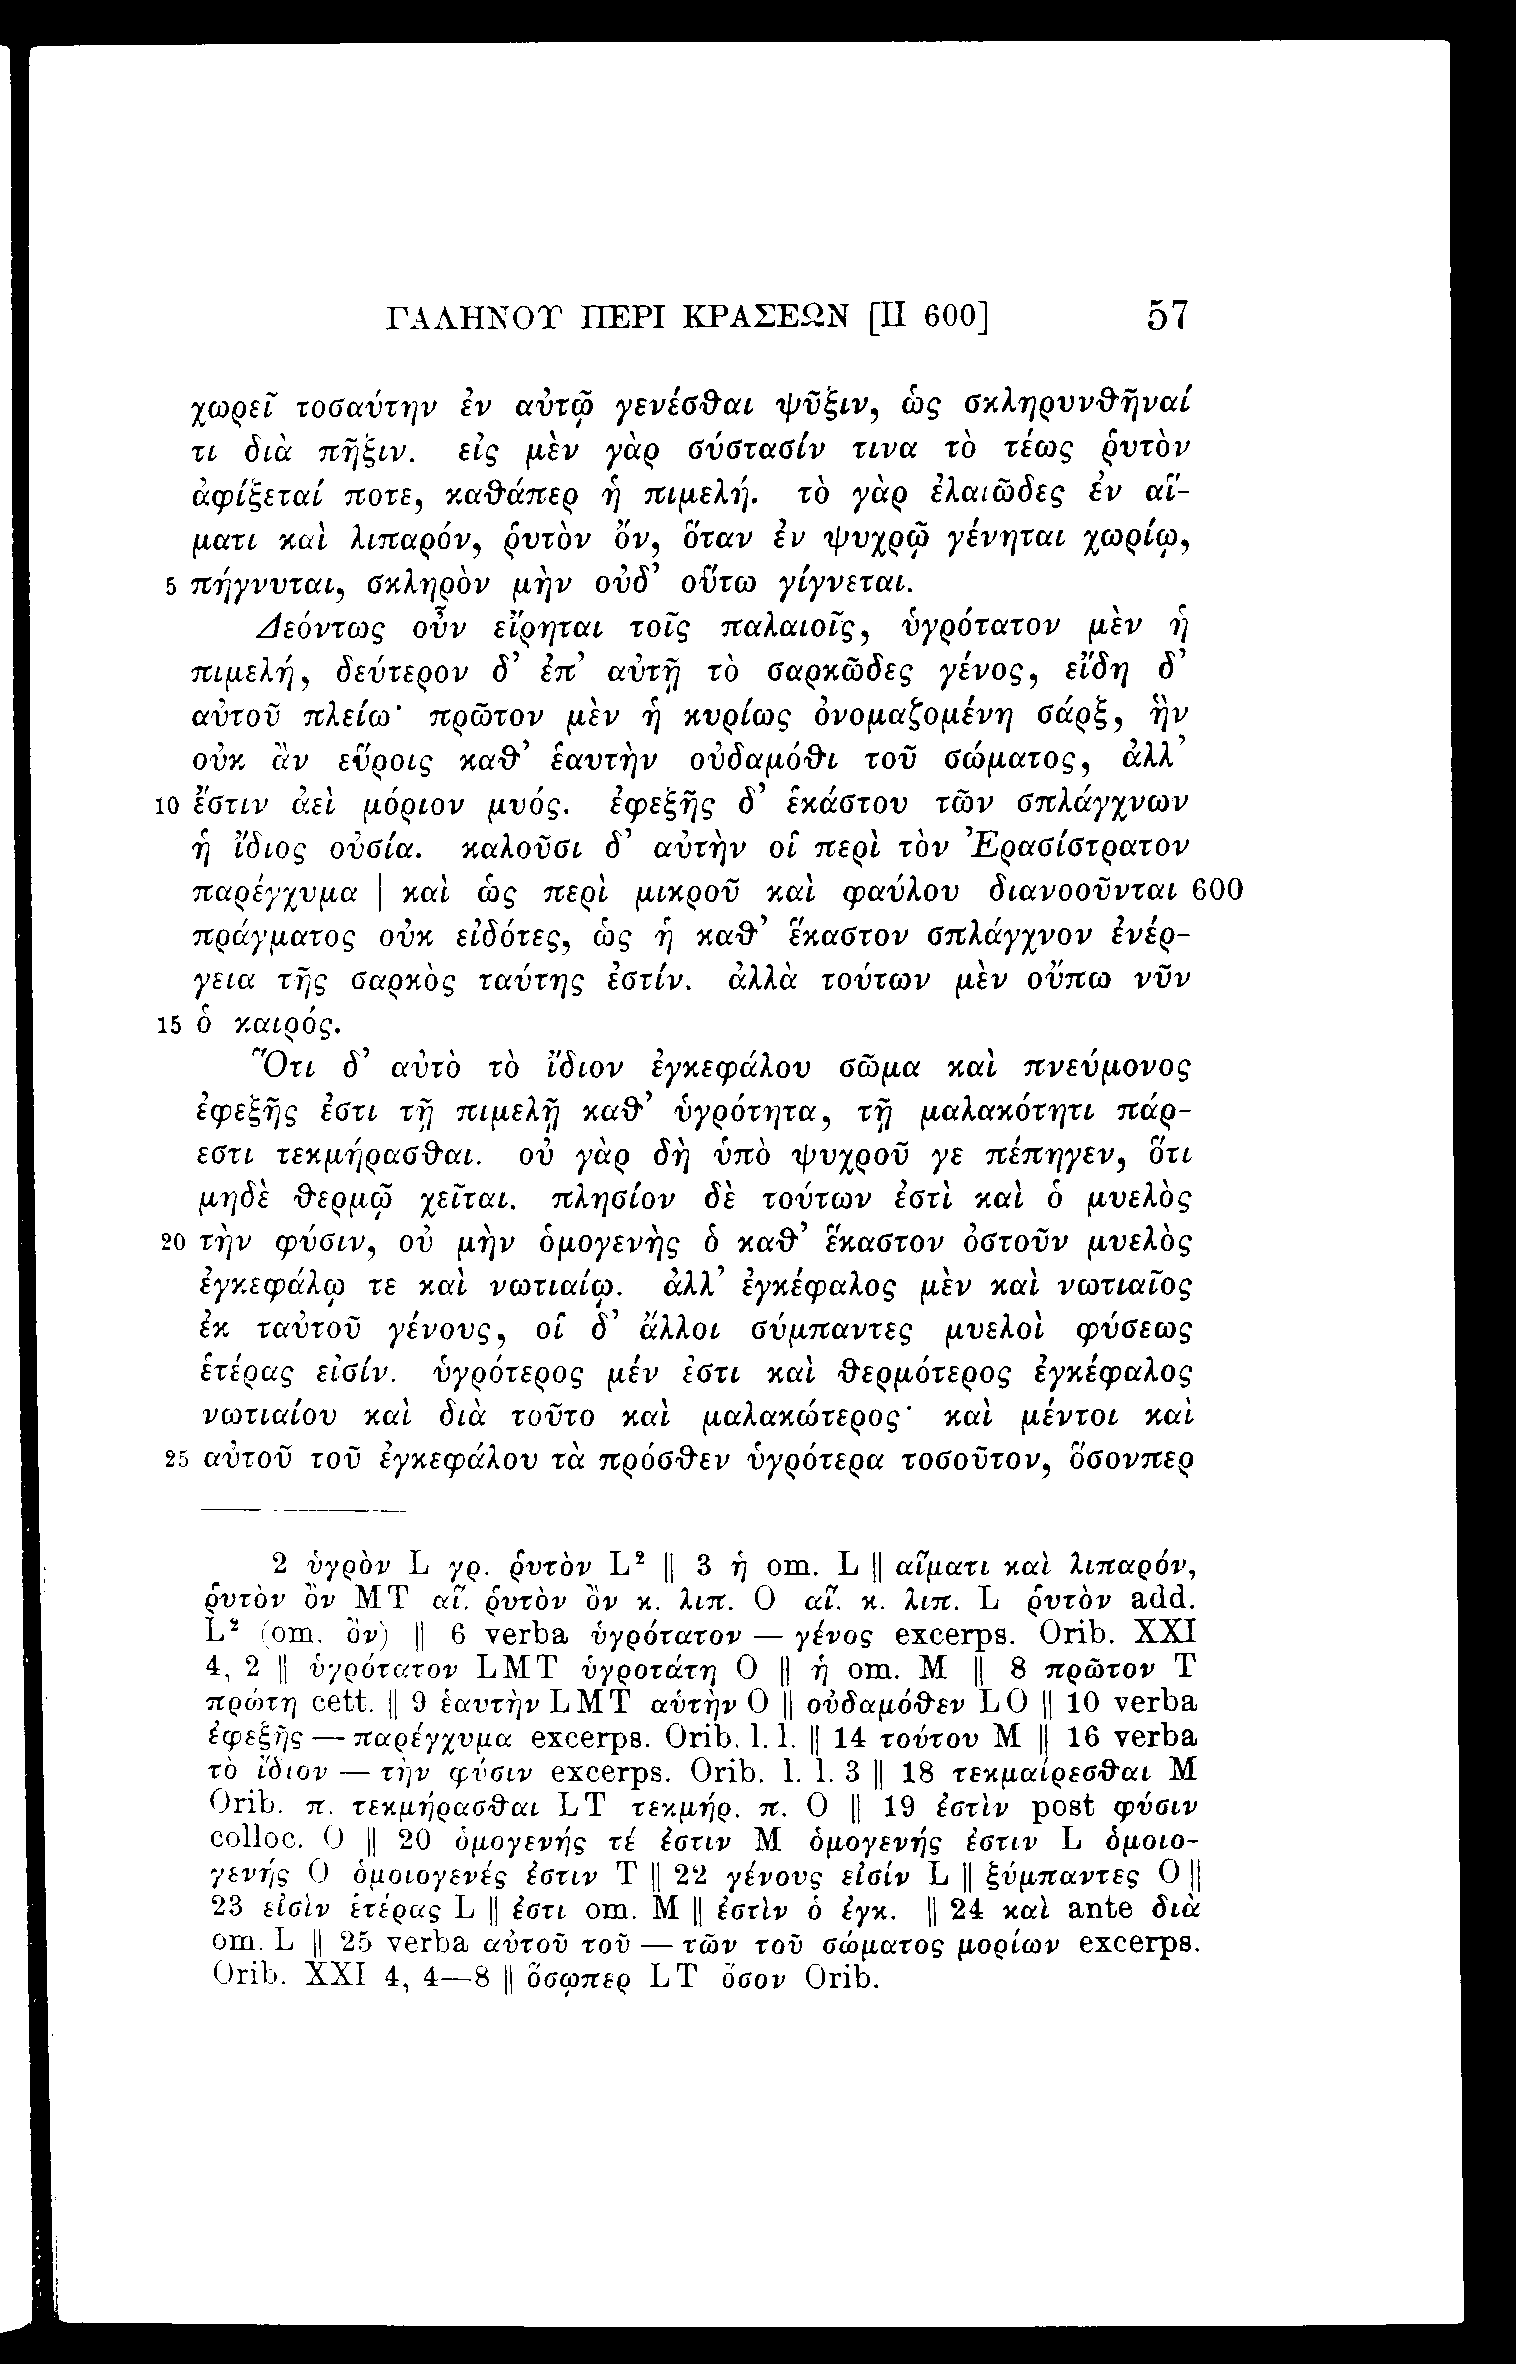 ΓΑΛΗΝΟΥ ΠΕΡΙ ΚΡΑΣΕΩΝ [II 600] 57
χωρεῖ τοσαύτην ἐν αὐτῷ γενέσθαι ψῦξιν, ὡς σκληρυνθῆναί
τι διὰ πῆξιν. εἰς μὲν γὰρ σύστασίν τινα τὸ τέως ῥυτὸν
ἀφίξεταί ποτε, καθάπερ ἡ πιμελή. τὸ γὰρ ἐλαιῶδες ἐν αἵ-
ματι καὶ λιπαρόν, ῥυτὸν ὄν, ὅταν ἐν ψυχρῷ γένηται χωρίῳ,
5 πήγνυται, σκληρὸν μὴν οὐδ’ οὕτω γίγνεται.
Δεόντως οὖν εἴρηται τοῖς παλαιοῖς, ὑγρότατον μὲν ἡ
πιμελή, δεύτερον δ’ ἐπ’ αὐτῇ τὸ σαρκῶδες γένος, εἴδη δ’
αὐτοῦ πλείω· πρῶτον μὲν ἡ κυρίως ὀνομαζομένη σάρξ, ἣν
οὐκ ἂν εὕροις καθ’ ἑαυτὴν οὐδαμόθι τοῦ σώματος, ἀλλ’
10 ἔστιν ἀεὶ μόριον μυός. ἐφεξῆς δ’ ἑκάστου τῶν σπλάγχνων
ἡ ἴδιος οὐσία. καλοῦσι δ’ αὐτὴν οἱ περὶ τὸν Ἐρασίστρατον
παρέγχυμα | καὶ ὡς περὶ μικροῦ καὶ φαύλου διανοοῦνται 600
πράγματος οὐκ εἰδότες, ὡς ἡ καθ’ ἕκαστον σπλάγχνον ἐνέρ-
γεια τῆς σαρκὸς ταύτης ἐστίν. ἀλλὰ τούτων μὲν οὔπω νῦν
15 ὁ καιρός.
Ὅτι δ’ αὐτὸ τὸ ἴδιον ἐγκεφάλου σῶμα καὶ πνεύμονος
ἐφεξῆς ἐστι τῇ πιμελῇ καθ’ ὑγρότητα, τῇ μαλακότητι πάρ-
εστι τεκμήρασθαι. οὐ γὰρ δὴ ὑπὸ ψυχροῦ γε πέπηγεν, ὅτι
μηδὲ θερμῷ χεῖται. πλησίον δὲ τούτων ἐστὶ καὶ ὁ μυελὸς
20 τὴν φύσιν, οὐ μὴν ὁμογενὴς ὁ καθ’ ἕκαστον ὀστοῦν μυελὸς
ἐγκεφάλῳ τε καὶ νωτιαίῳ. ἀλλ’ ἐγκέφαλος μὲν καὶ νωτιαῖος
ἐκ ταὐτοῦ γένους, οἱ δ’ ἄλλοι σύμπαντες μυελοὶ φύσεως
ἑτέρας εἰσίν. ὑγρότερος μέν ἐστι καὶ θερμότερος ἐγκέφαλος
νωτιαίου καὶ διὰ τοῦτο καὶ μαλακώτερος· καὶ μέντοι καὶ
25 αὐτοῦ τοῦ ἐγκεφάλου τὰ πρόσθεν ὑγρότερα τοσοῦτον, ὅσονπερ
2 ὑγρὸν L γρ. ῥυτὸν L² || 3 ἡ om. L || αἵματι καὶ λιπαρόν,
ῥυτὸν ὂν MT αἵ. ῥυτὸν ὂν κ. λιπ. O αἵ. κ. λιπ. L ῥυτὸν add.
L² (om. ὂν) || 6 verba ὑγρότατον — γένος excerps. Orib. XXI
4, 2 || ὑγρότατον LMT ὑγροτάτη O || ἡ om. M || 8 πρῶτον T
πρώτη cett. || 9 ἑαυτὴν LMT αὑτὴν O || οὐδαμόθεν LO || 10 verba
ἐφεξῆς — παρέγχυμα excerps. Orib. l. l. || 14 τούτου M || 16 verba
τὸ ἴδιον — τὴν φύσιν excerps. Orib. l. l. 3 || 18 τεκμαίρεσθαι M
Orib. π. τεκμήρασθαι LT τεκμήρ. π. O || 19 ἐστὶν post φύσιν
colloc. O || 20 ὁμογενής τέ ἐστιν M ὁμογενής ἐστιν L ὁμοιο-
γενής O ὁμοιογενές ἐστιν T || 22 γένους εἰσίν L || ξύμπαντες O ||
23 εἰσὶν ἑτέρας L || ἐστι om. M || ἐστὶν ὁ ἐγκ. || 24 καὶ ante διὰ
om. L || 25 verba αὐτοῦ τοῦ — τῶν τοῦ σώματος μορίων excerps.
Orib. XXI 4, 4—8 || ὅσῳπερ LT ὅσον Orib.